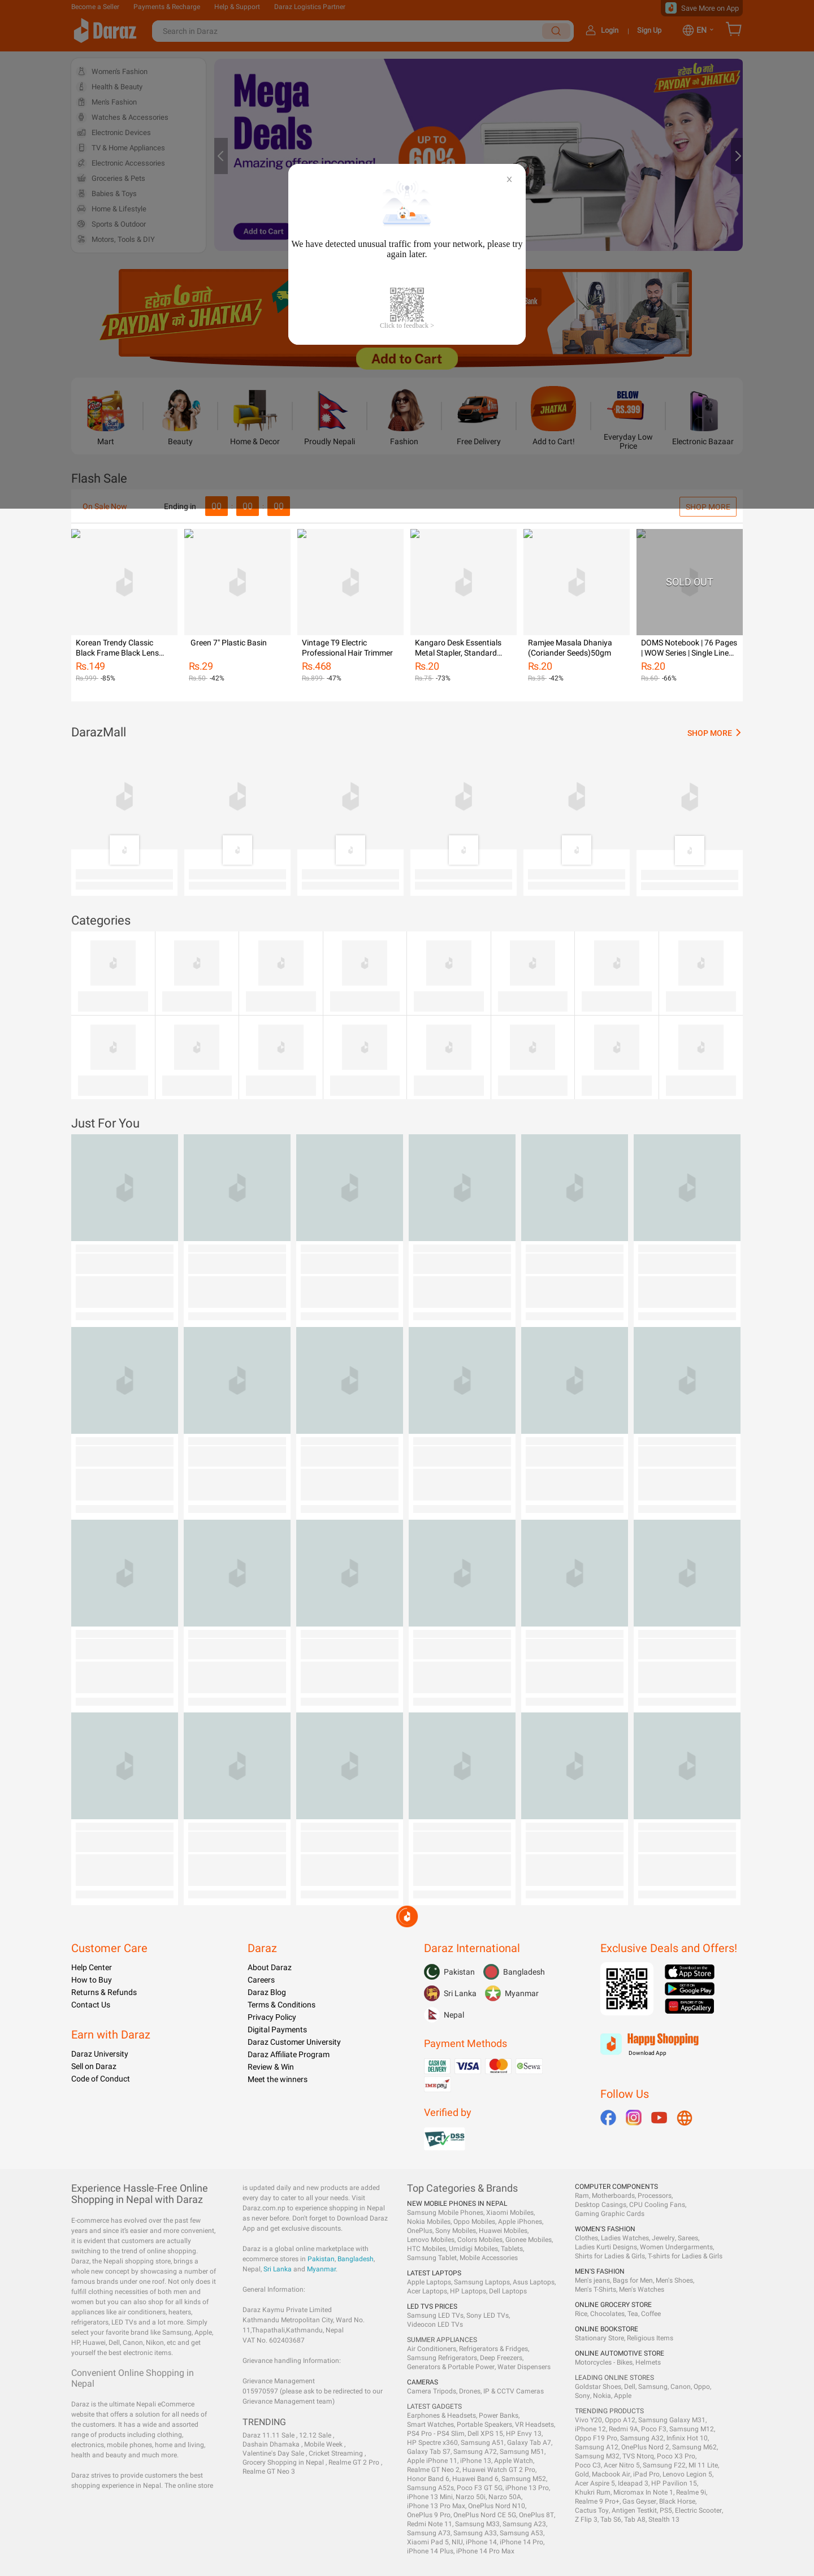 Become a Seller Payments & Recharge Help & Support Daraz Logistics Partner Save More on App
Daraz Search in Daraz Login | Sign Up EN
Women's Fashion
Health & Beauty
Men's Fashion
Watches & Accessories
Electronic Devices
TV & Home Appliances
Electronic Accessories
Groceries & Pets
Babies & Toys
Home & Lifestyle
Sports & Outdoor
Motors, Tools & DIY
Mega
Deals
Amazing offers incoming!
UP TO
60%
Add to Cart
हरेक ७ गते
PAYDAY को JHATKA!
We have detected unusual traffic from your network, please try
again later.
Click to feedback >
हरेक ७ गते
PAYDAY को JHATKA!
Bank
Add to Cart
JHATKA
BELOW
RS.399
Mart
Beauty
Home & Decor
Proudly Nepali
Fashion
Free Delivery
Add to Cart!
Everyday Low
Price
Electronic Bazaar
Flash Sale
On Sale Now Ending in 00 00 00 SHOP MORE
SOLD OUT
Korean Trendy Classic
Black Frame Black Lens...
Rs.149
Rs.999 -85%
Green 7" Plastic Basin
Rs.29
Rs.50 -42%
Vintage T9 Electric
Professional Hair Trimmer
Rs.468
Rs.899 -47%
Kangaro Desk Essentials
Metal Stapler, Standard...
Rs.20
Rs.75 -73%
Ramjee Masala Dhaniya
(Coriander Seeds)50gm
Rs.20
Rs.35 -42%
DOMS Notebook | 76 Pages
| WOW Series | Single Line...
Rs.20
Rs.60 -66%
DarazMall SHOP MORE
Categories
Just For You
Customer Care
Help Center
How to Buy
Returns & Refunds
Contact Us
Earn with Daraz
Daraz University
Sell on Daraz
Code of Conduct
Daraz
About Daraz
Careers
Daraz Blog
Terms & Conditions
Privacy Policy
Digital Payments
Daraz Customer University
Daraz Affiliate Program
Review & Win
Meet the winners
Daraz International
Pakistan Bangladesh
Sri Lanka Myanmar
Nepal
Payment Methods
CASH ON
DELIVERY
VISA
eSewa
IME pay
Verified by
PCI DSS
Exclusive Deals and Offers!
Download on the
App Store
GET IT ON
Google Play
EXPLORE IT ON
AppGallery
Happy Shopping
Download App
Follow Us
Experience Hassle-Free Online
Shopping in Nepal with Daraz
E-commerce has evolved over the past few
years and since it's easier and more convenient,
it is evident that customers are actually
switching to the trend of online shopping.
Daraz, the Nepali shopping store, brings a
whole new concept by showcasing a number of
famous brands under one roof. Not only does it
fulfill clothing necessities of both men and
women but you can also shop for all kinds of
appliances like air conditioners, heaters,
refrigerators, LED TVs and a lot more. Simply
select your favorite brand like Samsung, Apple,
HP, Huawei, Dell, Canon, Nikon, etc and get
yourself the best electronic items.
Convenient Online Shopping in
Nepal
Daraz is the ultimate Nepali eCommerce
website that offers a solution for all needs of
the customers. It has a wide and assorted
range of products including clothing,
electronics, mobile phones, home and living,
health and beauty and much more.
Daraz strives to provide customers the best
shopping experience in Nepal. The online store
is updated daily and new products are added
every day to cater to all your needs. Visit
Daraz.com.np to experience shopping in Nepal
as never before. Don't forget to Download Daraz
App and get exclusive discounts.
Daraz is a global online marketplace with
ecommerce stores in Pakistan, Bangladesh,
Nepal, Sri Lanka and Myanmar.
General Information:
Daraz Kaymu Private Limited
Kathmandu Metropolitan City, Ward No.
11,Thapathali,Kathmandu, Nepal
VAT No. 602403687
Grievance handling Information:
Grievance Management
015970597 (please ask to be redirected to our
Grievance Management team)
TRENDING
Daraz 11.11 Sale , 12.12 Sale ,
Dashain Dhamaka , Mobile Week ,
Valentine's Day Sale , Cricket Streaming ,
Grocery Shopping in Nepal , Realme GT 2 Pro ,
Realme GT Neo 3
Top Categories & Brands
NEW MOBILE PHONES IN NEPAL
Samsung Mobile Phones, Xiaomi Mobiles,
Nokia Mobiles, Oppo Mobiles, Apple iPhones,
OnePlus, Sony Mobiles, Huawei Mobiles,
Lenovo Mobiles, Colors Mobiles, Gionee Mobiles,
HTC Mobiles, Umidigi Mobiles, Tablets,
Samsung Tablet, Mobile Accessories
LATEST LAPTOPS
Apple Laptops, Samsung Laptops, Asus Laptops,
Acer Laptops, HP Laptops, Dell Laptops
LED TVS PRICES
Samsung LED TVs, Sony LED TVs,
Videocon LED TVs
SUMMER APPLIANCES
Air Conditioners, Refrigerators & Fridges,
Samsung Refrigerators, Deep Freezers,
Generators & Portable Power, Water Dispensers
CAMERAS
Camera Tripods, Drones, IP & CCTV Cameras
LATEST GADGETS
Earphones & Headsets, Power Banks,
Smart Watches, Portable Speakers, VR Headsets,
PS4 Pro - PS4 Slim, Dell XPS 15, HP Envy 13,
HP Spectre x360, Samsung A51, Galaxy Tab A7,
Galaxy Tab S7, Samsung A72, Samsung M51,
Apple iPhone 11, iPhone 13, Apple Watch,
Realme GT Neo 2, Huawei Watch GT 2 Pro,
Honor Band 6, Huawei Band 6, Samsung M52,
Samsung A52s, Poco F3 GT 5G, iPhone 13 Pro,
iPhone 13 Mini, Narzo 50i, Narzo 50A,
iPhone 13 Pro Max, OnePlus Nord N10,
OnePlus 9 Pro, OnePlus Nord CE 5G, OnePlus 8T,
Redmi Note 11, Samsung M33, Samsung A23,
Samsung A73, Samsung A33, Samsung A53,
Xiaomi Pad 5, NIU, iPhone 14, iPhone 14 Pro,
iPhone 14 Plus, iPhone 14 Pro Max
COMPUTER COMPONENTS
Ram, Motherboards, Processors,
Desktop Casings, CPU Cooling Fans,
Gaming Graphic Cards
WOMEN'S FASHION
Clothes, Ladies Watches, Jewelry, Sarees,
Ladies Kurti Designs, Women Undergarments,
Shirts for Ladies & Girls, T-shirts for Ladies & Girls
MEN'S FASHION
Men's jeans, Bags for Men, Men's Shoes,
Men's T-Shirts, Men's Watches
ONLINE GROCERY STORE
Rice, Chocolates, Tea, Coffee
ONLINE BOOKSTORE
Stationary Store, Religious Items
ONLINE AUTOMOTIVE STORE
Motorcycles - Bikes, Helmets
LEADING ONLINE STORES
Goldstar Shoes, Dell, Samsung, Canon, Oppo,
Sony, Nokia, Apple
TRENDING PRODUCTS
Vivo Y20, Oppo A12, Samsung Galaxy M31,
iPhone 12, Redmi 9A, Poco F3, Samsung M12,
Oppo F19 Pro, Samsung A32, Infinix Hot 10,
Samsung A12, OnePlus Nord 2, Samsung M62,
Samsung M32, TVS Ntorq, Poco X3 Pro,
Poco C3, Acer Nitro 5, Samsung F22, MI 11 Lite,
Gold, Macbook Air, iPad Pro, Lenovo Legion 5,
Acer Aspire 5, Ideapad 3, HP Pavilion 15,
Khukri Rum, Micromax In Note 1, Realme 9i,
Realme 9 Pro+, Gas Geyser, Black Horse,
Cactus Toy, Antigen Testkit, PS5, Electric Scooter,
Z Flip 3, Tab S6, Tab A8, Stealth 13